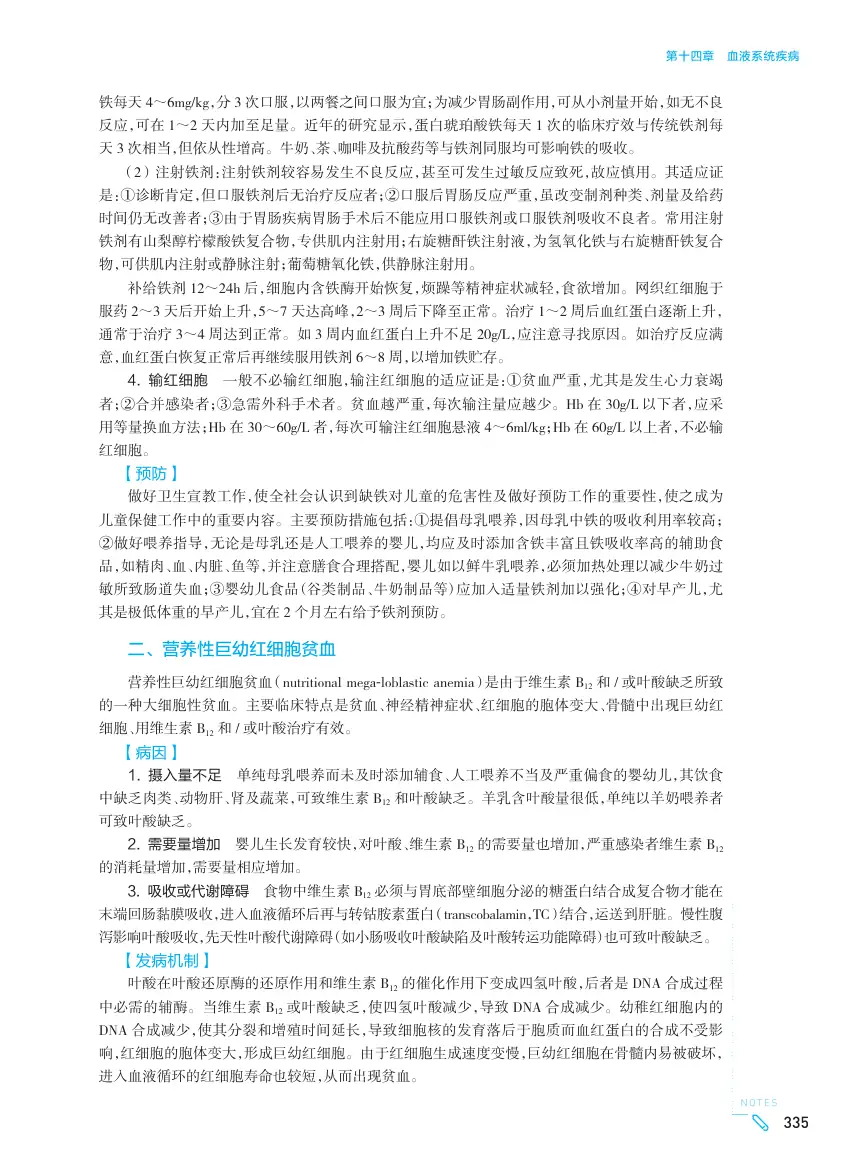 第十四章　血液系统疾病
铁每天 4～6mg/kg,分 3 次口服,以两餐之间口服为宜;为减少胃肠副作用,可从小剂量开始,如无不良
反应,可在 1～2 天内加至足量。近年的研究显示,蛋白琥珀酸铁每天 1 次的临床疗效与传统铁剂每
天 3 次相当,但依从性增高。牛奶、茶、咖啡及抗酸药等与铁剂同服均可影响铁的吸收。
（2）注射铁剂:注射铁剂较容易发生不良反应,甚至可发生过敏反应致死,故应慎用。其适应证
是:①诊断肯定,但口服铁剂后无治疗反应者;②口服后胃肠反应严重,虽改变制剂种类、剂量及给药
时间仍无改善者;③由于胃肠疾病胃肠手术后不能应用口服铁剂或口服铁剂吸收不良者。常用注射
铁剂有山梨醇柠檬酸铁复合物,专供肌内注射用;右旋糖酐铁注射液,为氢氧化铁与右旋糖酐铁复合
物,可供肌内注射或静脉注射;葡萄糖氧化铁,供静脉注射用。
补给铁剂 12～24h 后,细胞内含铁酶开始恢复,烦躁等精神症状减轻,食欲增加。网织红细胞于
服药 2～3 天后开始上升,5～7 天达高峰,2～3 周后下降至正常。治疗 1～2 周后血红蛋白逐渐上升,
通常于治疗 3～4 周达到正常。如 3 周内血红蛋白上升不足 20g/L,应注意寻找原因。如治疗反应满
意,血红蛋白恢复正常后再继续服用铁剂 6～8 周,以增加铁贮存。
4. 输红细胞　一般不必输红细胞,输注红细胞的适应证是:①贫血严重,尤其是发生心力衰竭
者;②合并感染者;③急需外科手术者。贫血越严重,每次输注量应越少。Hb 在 30g/L 以下者,应采
用等量换血方法;Hb 在 30～60g/L 者,每次可输注红细胞悬液 4～6ml/kg;Hb 在 60g/L 以上者,不必输
红细胞。
【预防】
做好卫生宣教工作,使全社会认识到缺铁对儿童的危害性及做好预防工作的重要性,使之成为
儿童保健工作中的重要内容。主要预防措施包括:①提倡母乳喂养,因母乳中铁的吸收利用率较高;
②做好喂养指导,无论是母乳还是人工喂养的婴儿,均应及时添加含铁丰富且铁吸收率高的辅助食
品,如精肉、血、内脏、鱼等,并注意膳食合理搭配,婴儿如以鲜牛乳喂养,必须加热处理以减少牛奶过
敏所致肠道失血;③婴幼儿食品(谷类制品、牛奶制品等)应加入适量铁剂加以强化;④对早产儿,尤
其是极低体重的早产儿,宜在 2 个月左右给予铁剂预防。
二、营养性巨幼红细胞贫血
营养性巨幼红细胞贫血(nutritional mega-loblastic anemia)是由于维生素 B₁₂ 和 / 或叶酸缺乏所致
的一种大细胞性贫血。主要临床特点是贫血、神经精神症状、红细胞的胞体变大、骨髓中出现巨幼红
细胞、用维生素 B₁₂ 和 / 或叶酸治疗有效。
【病因】
1. 摄入量不足　单纯母乳喂养而未及时添加辅食、人工喂养不当及严重偏食的婴幼儿,其饮食
中缺乏肉类、动物肝、肾及蔬菜,可致维生素 B₁₂ 和叶酸缺乏。羊乳含叶酸量很低,单纯以羊奶喂养者
可致叶酸缺乏。
2. 需要量增加　婴儿生长发育较快,对叶酸、维生素 B₁₂ 的需要量也增加,严重感染者维生素 B₁₂
的消耗量增加,需要量相应增加。
3. 吸收或代谢障碍　食物中维生素 B₁₂ 必须与胃底部壁细胞分泌的糖蛋白结合成复合物才能在
末端回肠黏膜吸收,进入血液循环后再与转钴胺素蛋白(transcobalamin,TC)结合,运送到肝脏。慢性腹
泻影响叶酸吸收,先天性叶酸代谢障碍(如小肠吸收叶酸缺陷及叶酸转运功能障碍)也可致叶酸缺乏。
【发病机制】
叶酸在叶酸还原酶的还原作用和维生素 B₁₂ 的催化作用下变成四氢叶酸,后者是 DNA 合成过程
中必需的辅酶。当维生素 B₁₂ 或叶酸缺乏,使四氢叶酸减少,导致 DNA 合成减少。幼稚红细胞内的
DNA 合成减少,使其分裂和增殖时间延长,导致细胞核的发育落后于胞质而血红蛋白的合成不受影
响,红细胞的胞体变大,形成巨幼红细胞。由于红细胞生成速度变慢,巨幼红细胞在骨髓内易被破坏,
进入血液循环的红细胞寿命也较短,从而出现贫血。
NOTES
335